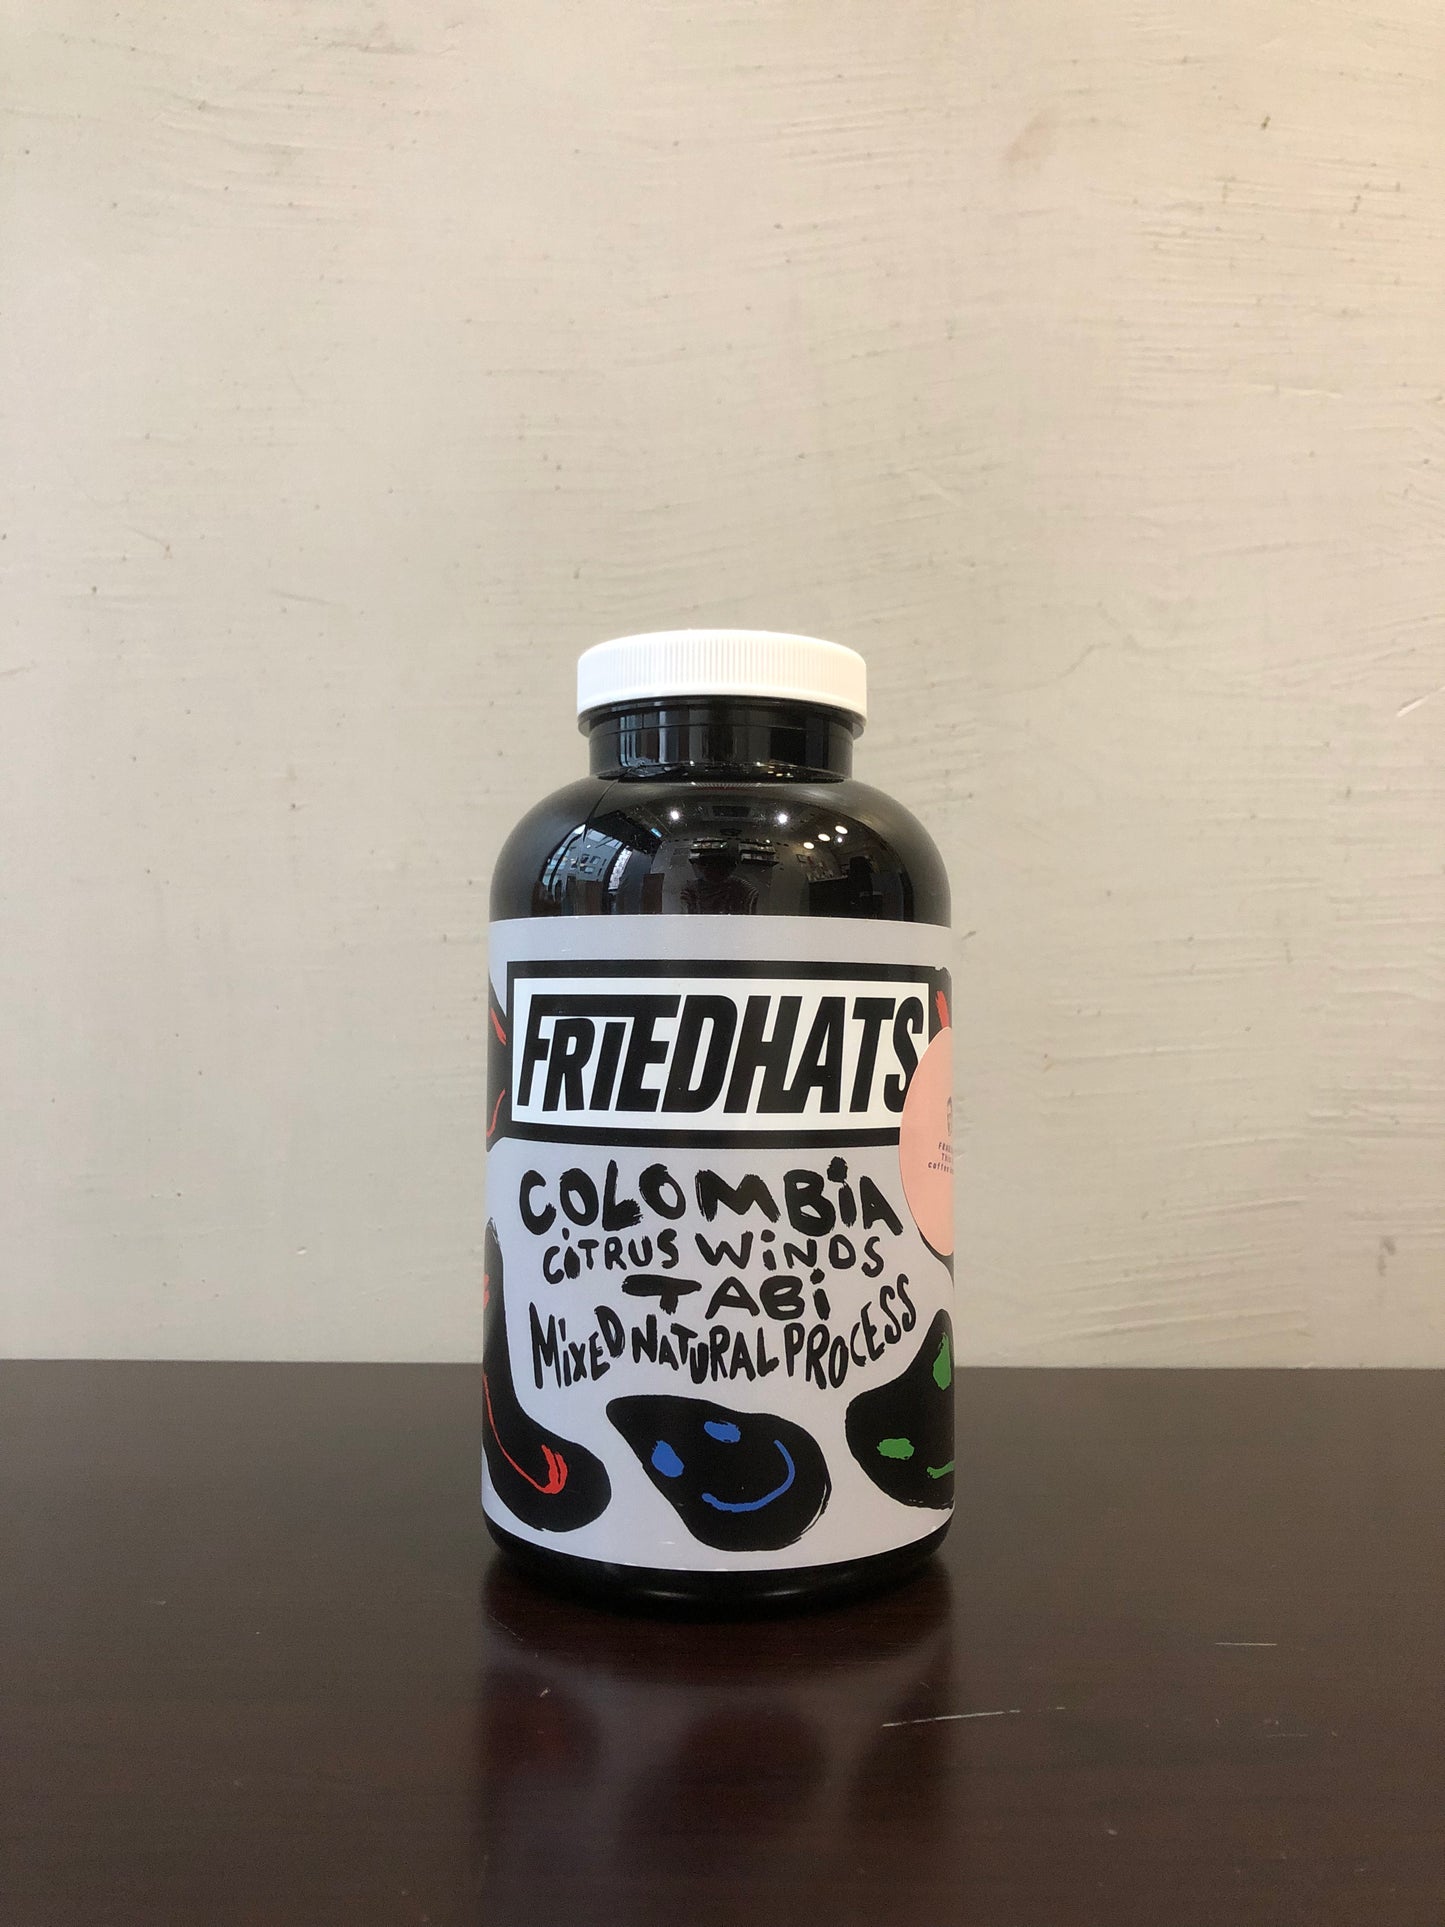 FRIEDHATS
COLOMBiA
CiTRUS WiNDS
TABi
MiXED NATURAL PROCESS